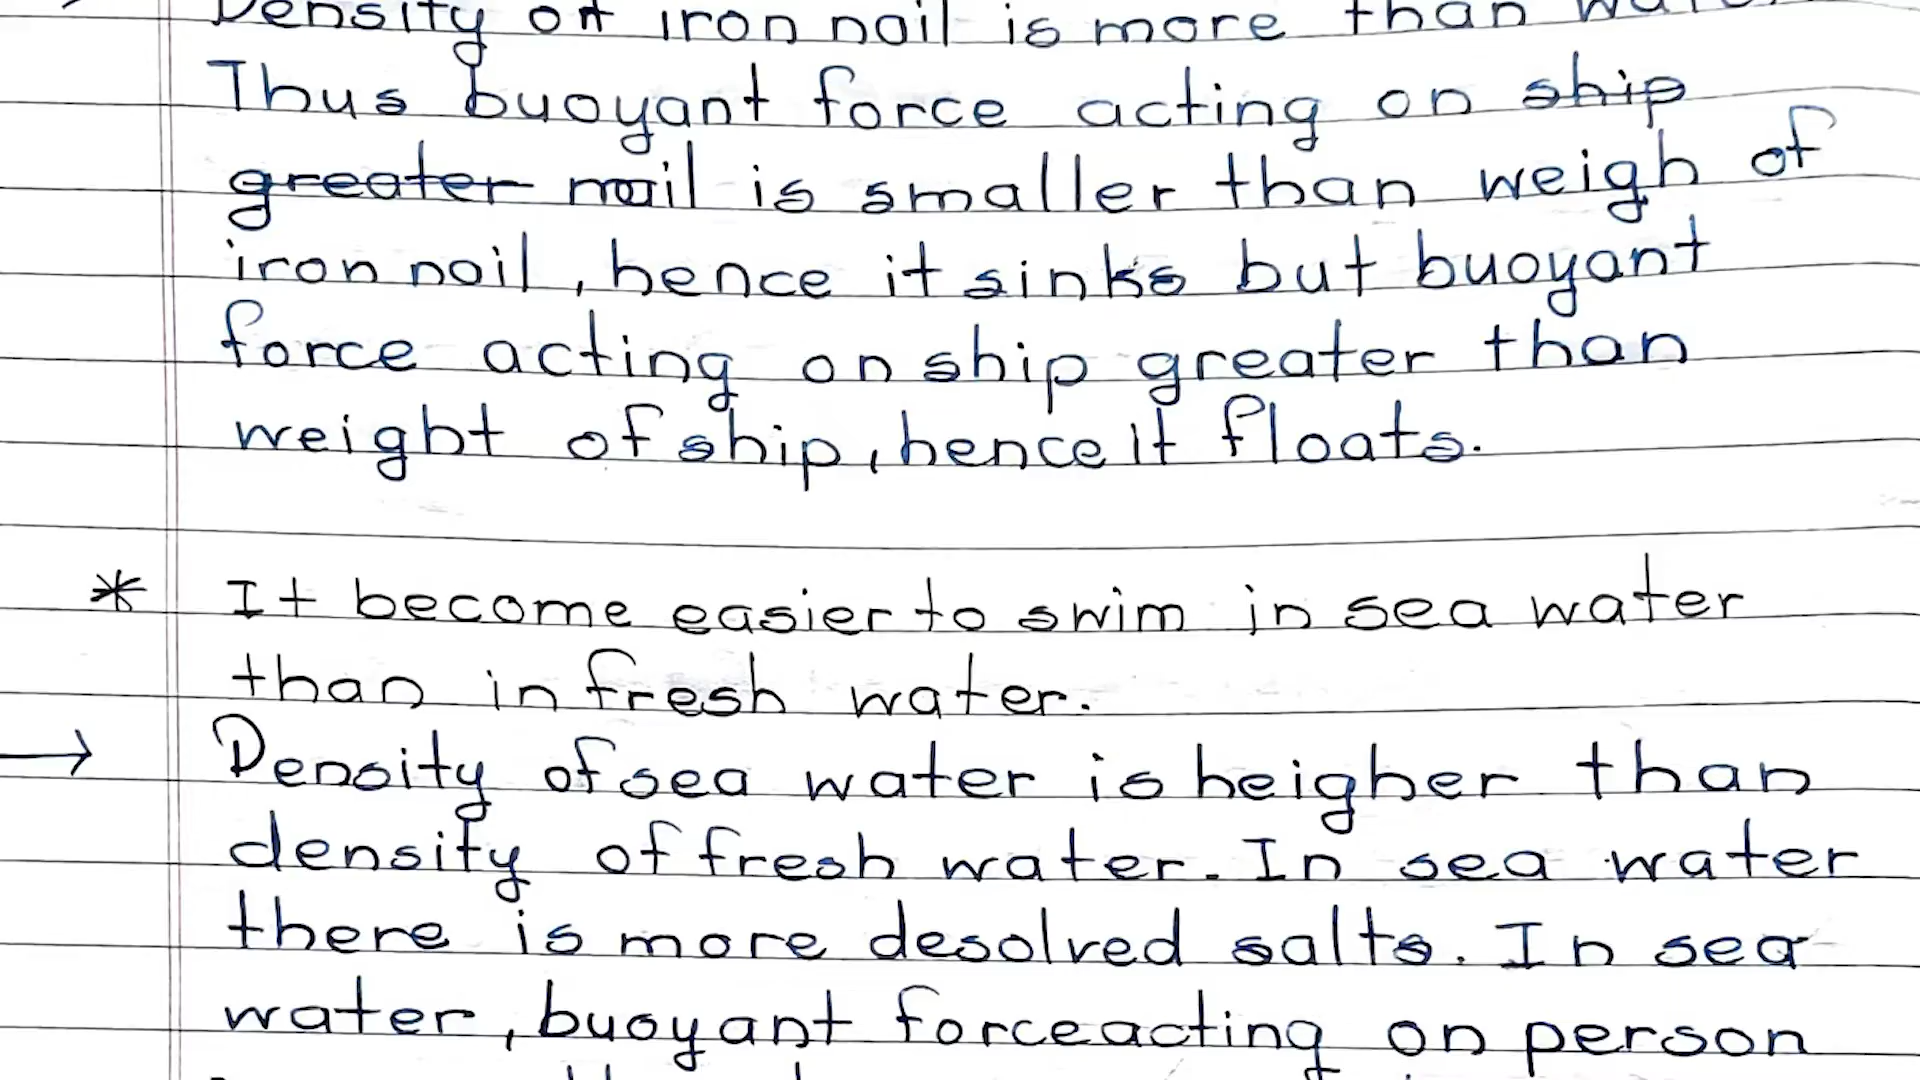 Density of iron nail is more than
Thus buoyant force acting on ship
greater nail is smaller than weigh of
iron nail, hence it sinks but buoyant
force acting on ship greater than
weight of ship, hence it floats.
* It become easier to swim in sea water
than in fresh water.
→ Density of sea water is heigher than
density of fresh water. In sea water
there is more desolved salts. In sea
water, buoyant force acting on person